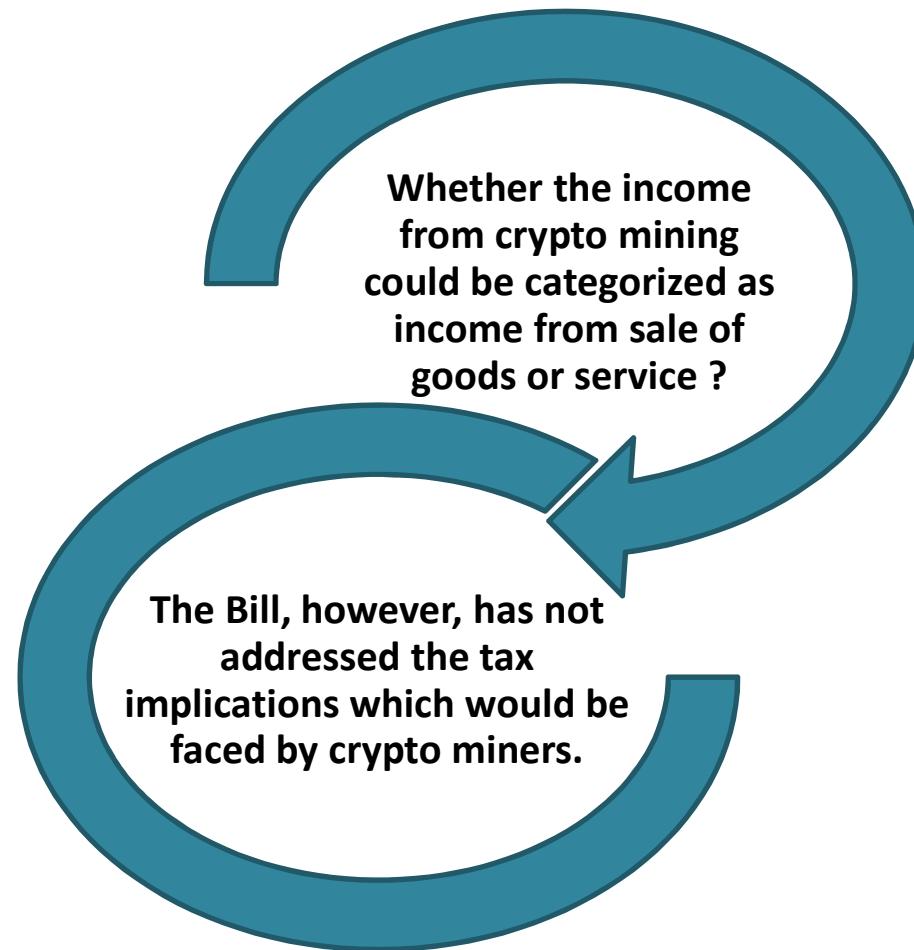 Whether the income
from crypto mining
could be categorized as
income from sale of
goods or service ?
The Bill, however, has not
addressed the tax
implications which would be
faced by crypto miners.